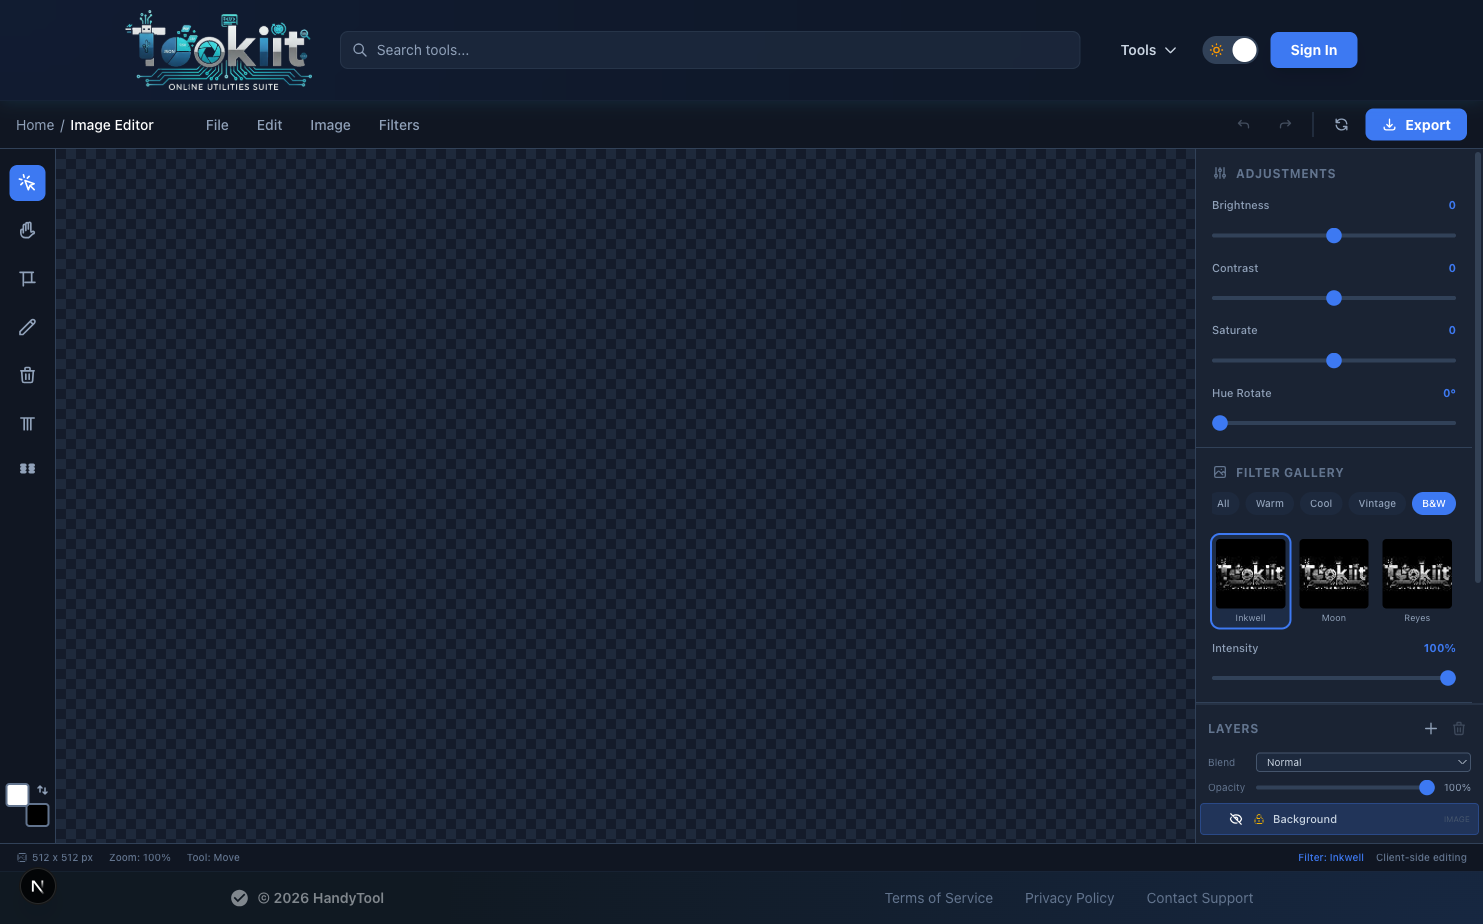 Tookiit
ONLINE UTILITIES SUITE
Search tools...
Tools
Sign In
Home / Image Editor
File
Edit
Image
Filters
Export
ADJUSTMENTS
Brightness 0
Contrast 0
Saturate 0
Hue Rotate 0°
FILTER GALLERY
All
Warm
Cool
Vintage
B&W
Tookiit
Tookiit
Tookiit
Inkwell
Moon
Reyes
Intensity 100%
LAYERS
Blend Normal
Opacity 100%
Background IMAGE
512 x 512 px
Zoom: 100%
Tool: Move
Filter: Inkwell
Client-side editing
N
© 2026 HandyTool
Terms of Service
Privacy Policy
Contact Support